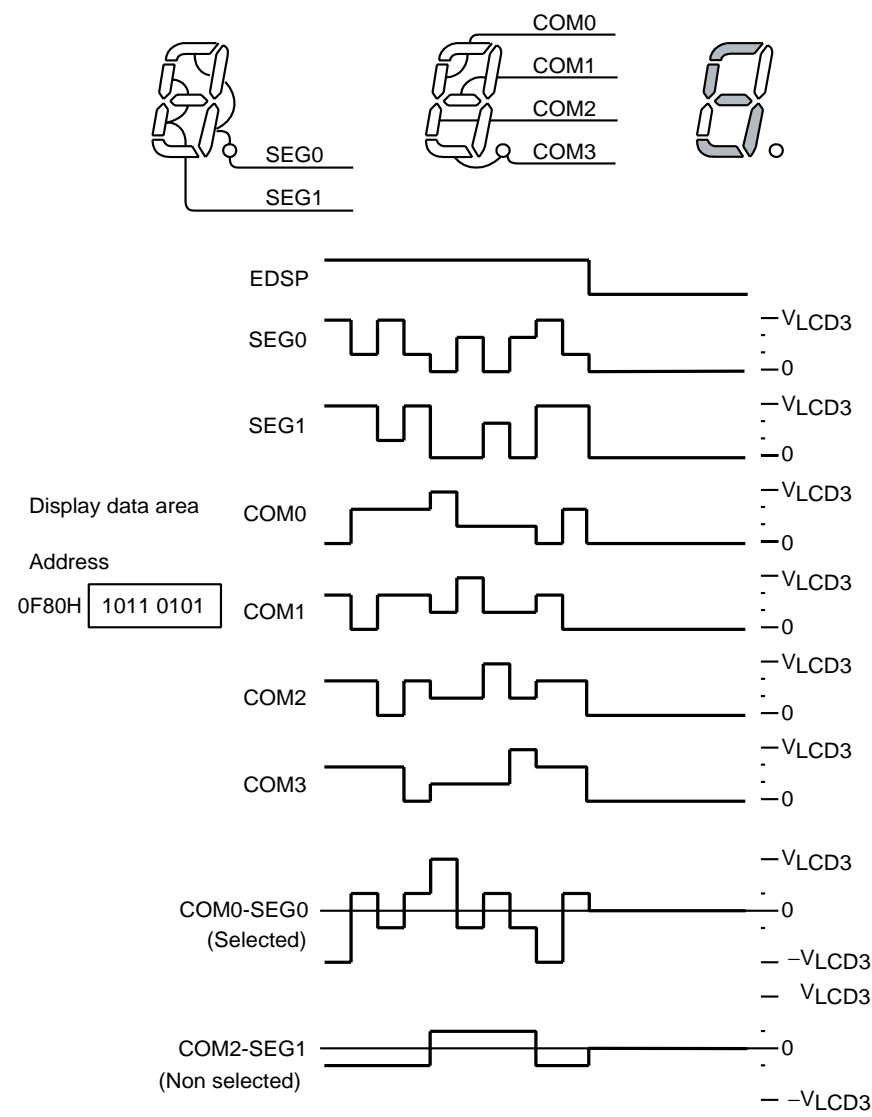 COM0
COM1
COM2
COM3
SEG0
SEG1
EDSP
SEG0
VLCD3
0
SEG1
VLCD3
0
Display data area
COM0
VLCD3
0
Address
0F80H 1011 0101
COM1
VLCD3
0
COM2
VLCD3
0
COM3
VLCD3
0
COM0-SEG0
(Selected)
VLCD3
0
−VLCD3
COM2-SEG1
(Non selected)
VLCD3
0
−VLCD3